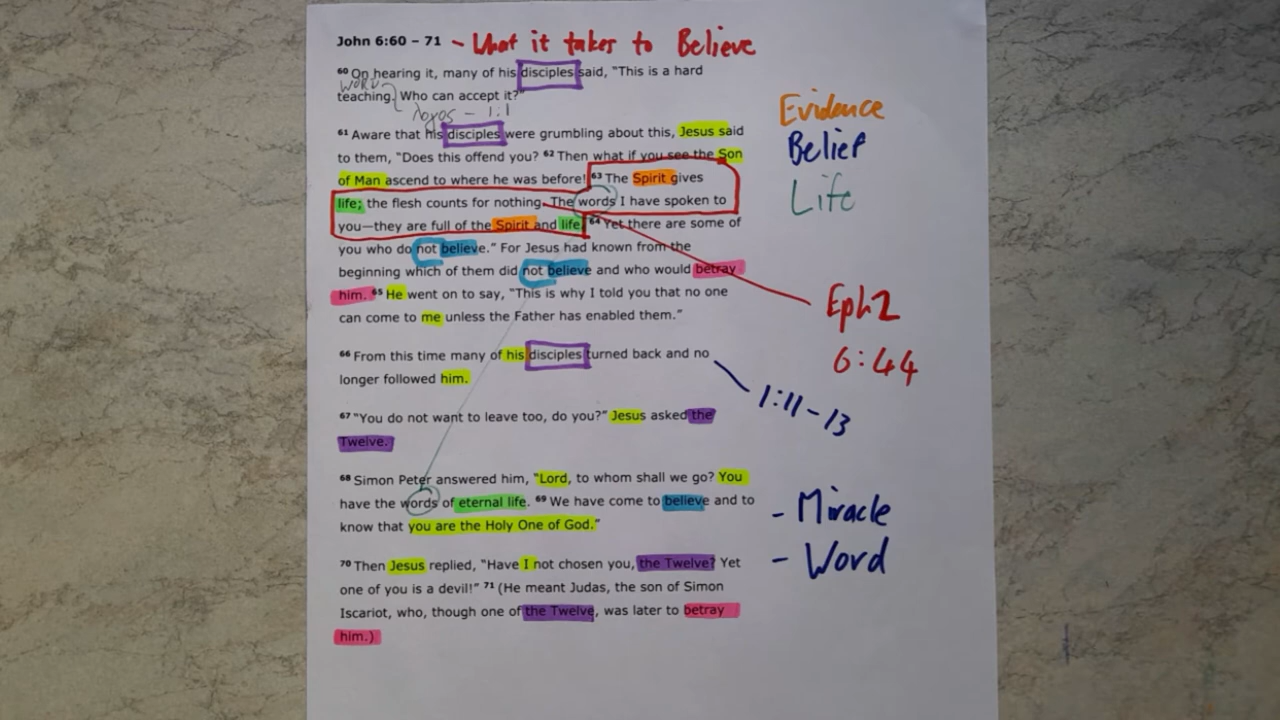 John 6:60 – 71 - What it takes to Believe
60 On hearing it, many of his disciples said, "This is a hard
WORD
teaching. Who can accept it?"
λογος - 1:1
61 Aware that his disciples were grumbling about this, Jesus said
to them, "Does this offend you? 62 Then what if you see the Son
of Man ascend to where he was before! 63 The Spirit gives
life; the flesh counts for nothing. The words I have spoken to
you—they are full of the Spirit and life. 64 Yet there are some of
you who do not believe." For Jesus had known from the
beginning which of them did not believe and who would betray
him. 65 He went on to say, "This is why I told you that no one
can come to me unless the Father has enabled them."
66 From this time many of his disciples turned back and no
longer followed him.
67 "You do not want to leave too, do you?" Jesus asked the
Twelve.
68 Simon Peter answered him, "Lord, to whom shall we go? You
have the words of eternal life. 69 We have come to believe and to
know that you are the Holy One of God."
70 Then Jesus replied, "Have I not chosen you, the Twelve? Yet
one of you is a devil!" 71 (He meant Judas, the son of Simon
Iscariot, who, though one of the Twelve, was later to betray
him.)
Evidence
Belief
Life
Eph 2
6:44
1:11-13
- Miracle
- Word